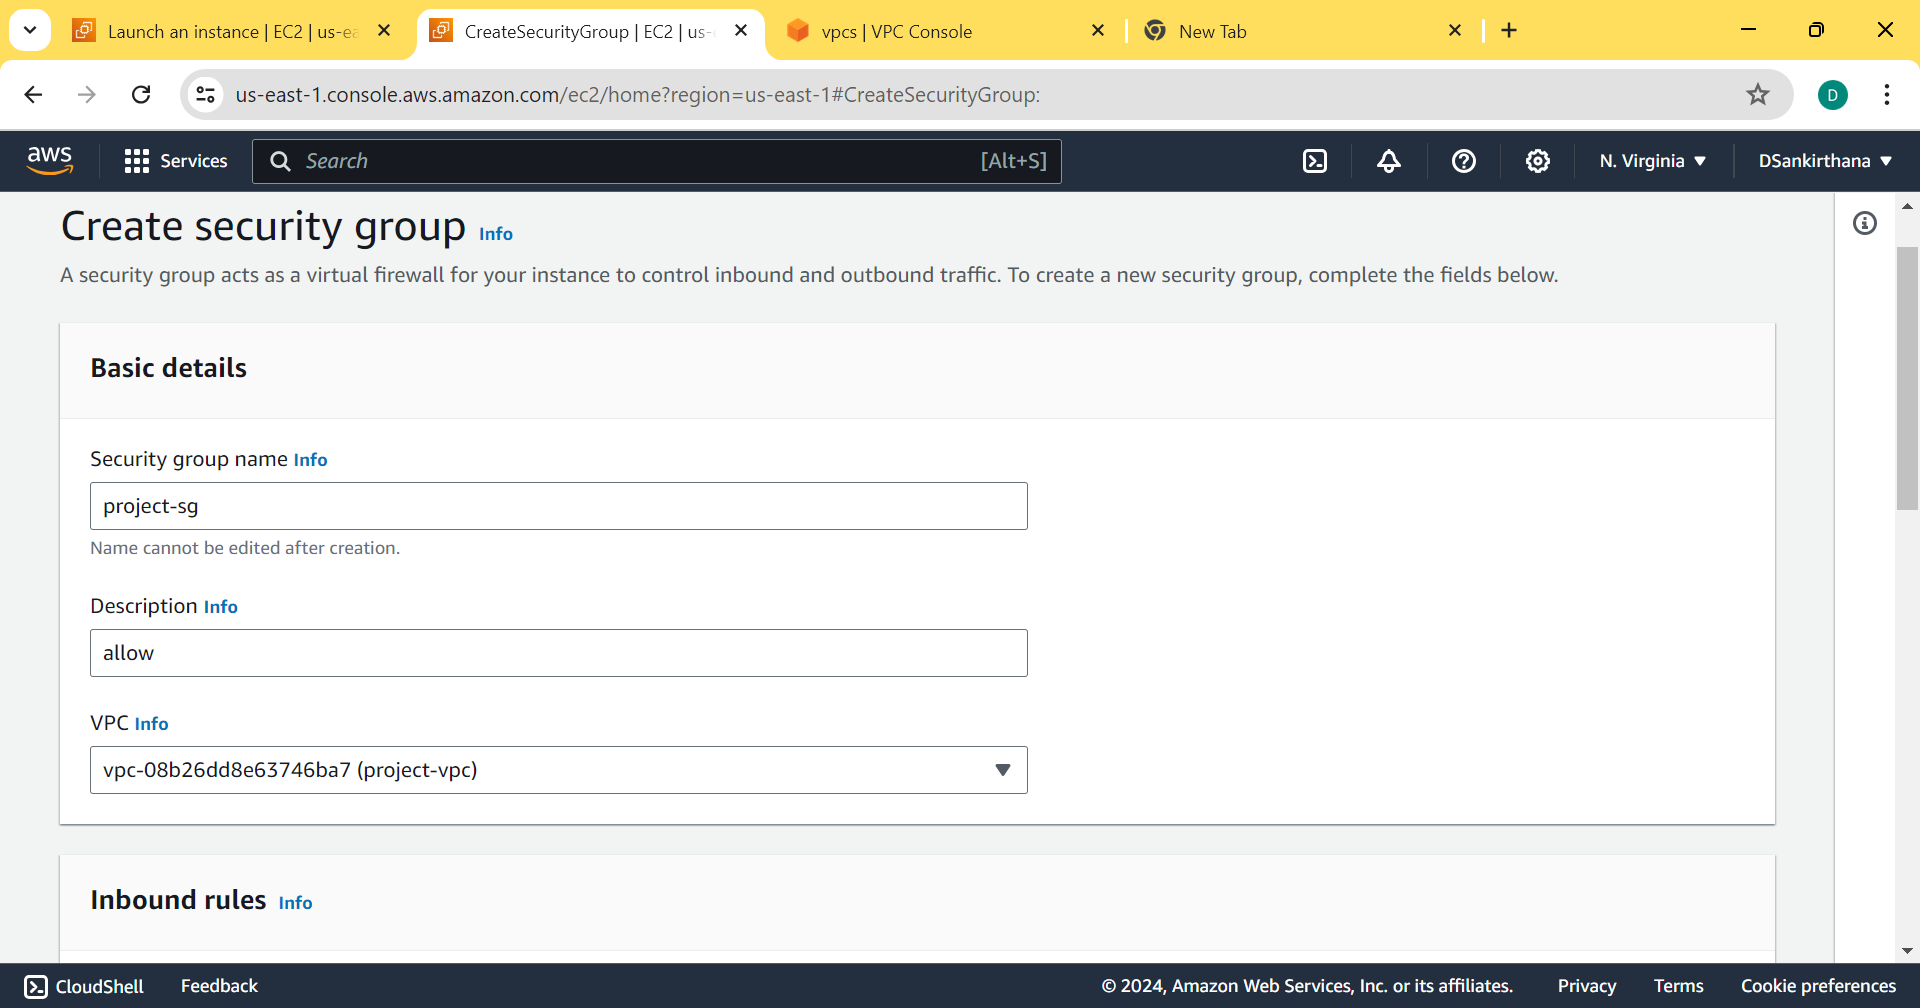 Launch an instance | EC2 | us-ea
CreateSecurityGroup | EC2 | us-
vpcs | VPC Console
New Tab
us-east-1.console.aws.amazon.com/ec2/home?region=us-east-1#CreateSecurityGroup:
D
aws
Services
Search
[Alt+S]
N. Virginia
DSankirthana
Create security group Info
A security group acts as a virtual firewall for your instance to control inbound and outbound traffic. To create a new security group, complete the fields below.
Basic details
Security group name Info
project-sg
Name cannot be edited after creation.
Description Info
allow
VPC Info
vpc-08b26dd8e63746ba7 (project-vpc)
Inbound rules Info
CloudShell
Feedback
© 2024, Amazon Web Services, Inc. or its affiliates.
Privacy
Terms
Cookie preferences